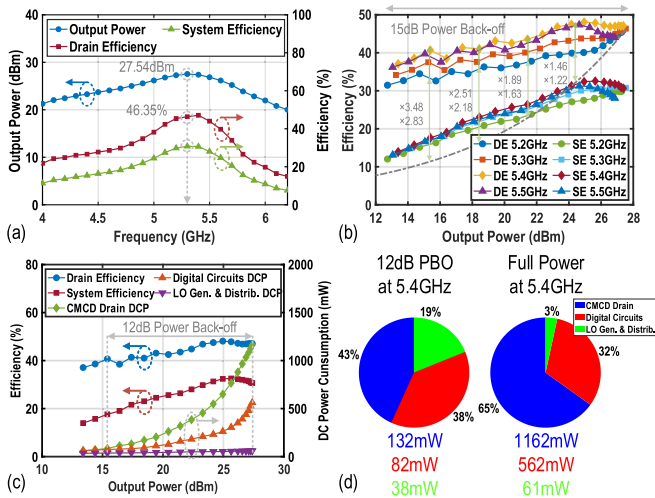 Output Power
System Efficiency
Drain Efficiency
27.54dBm
46.35%
Output Power (dBm)
Efficiency (%)
40
30
20
10
0
100
80
60
40
20
0
4
4.5
5
5.5
6
Frequency (GHz)
(a)
15dB Power Back-off
50
40
30
20
10
0
Efficiency (%)
×3.48
×2.83
×2.51
×2.18
×1.89
×1.63
×1.46
×1.22
DE 5.2GHz
SE 5.2GHz
DE 5.3GHz
SE 5.3GHz
DE 5.4GHz
SE 5.4GHz
DE 5.5GHz
SE 5.5GHz
12
14
16
18
20
22
24
26
28
Output Power (dBm)
(b)
Drain Efficiency
Digital Circuits DCP
System Efficiency
LO Gen. & Distrib. DCP
CMCD Drain DCP
12dB Power Back-off
80
60
40
20
0
Efficiency (%)
2000
1500
1000
500
0
DC Power Cunsumption (mW)
10
15
20
25
30
Output Power (dBm)
(c)
12dB PBO
at 5.4GHz
Full Power
at 5.4GHz
CMCD Drain
Digital Circuits
LO Gen. & Distrib.
19%
43%
38%
3%
32%
65%
132mW
82mW
38mW
1162mW
562mW
61mW
(d)